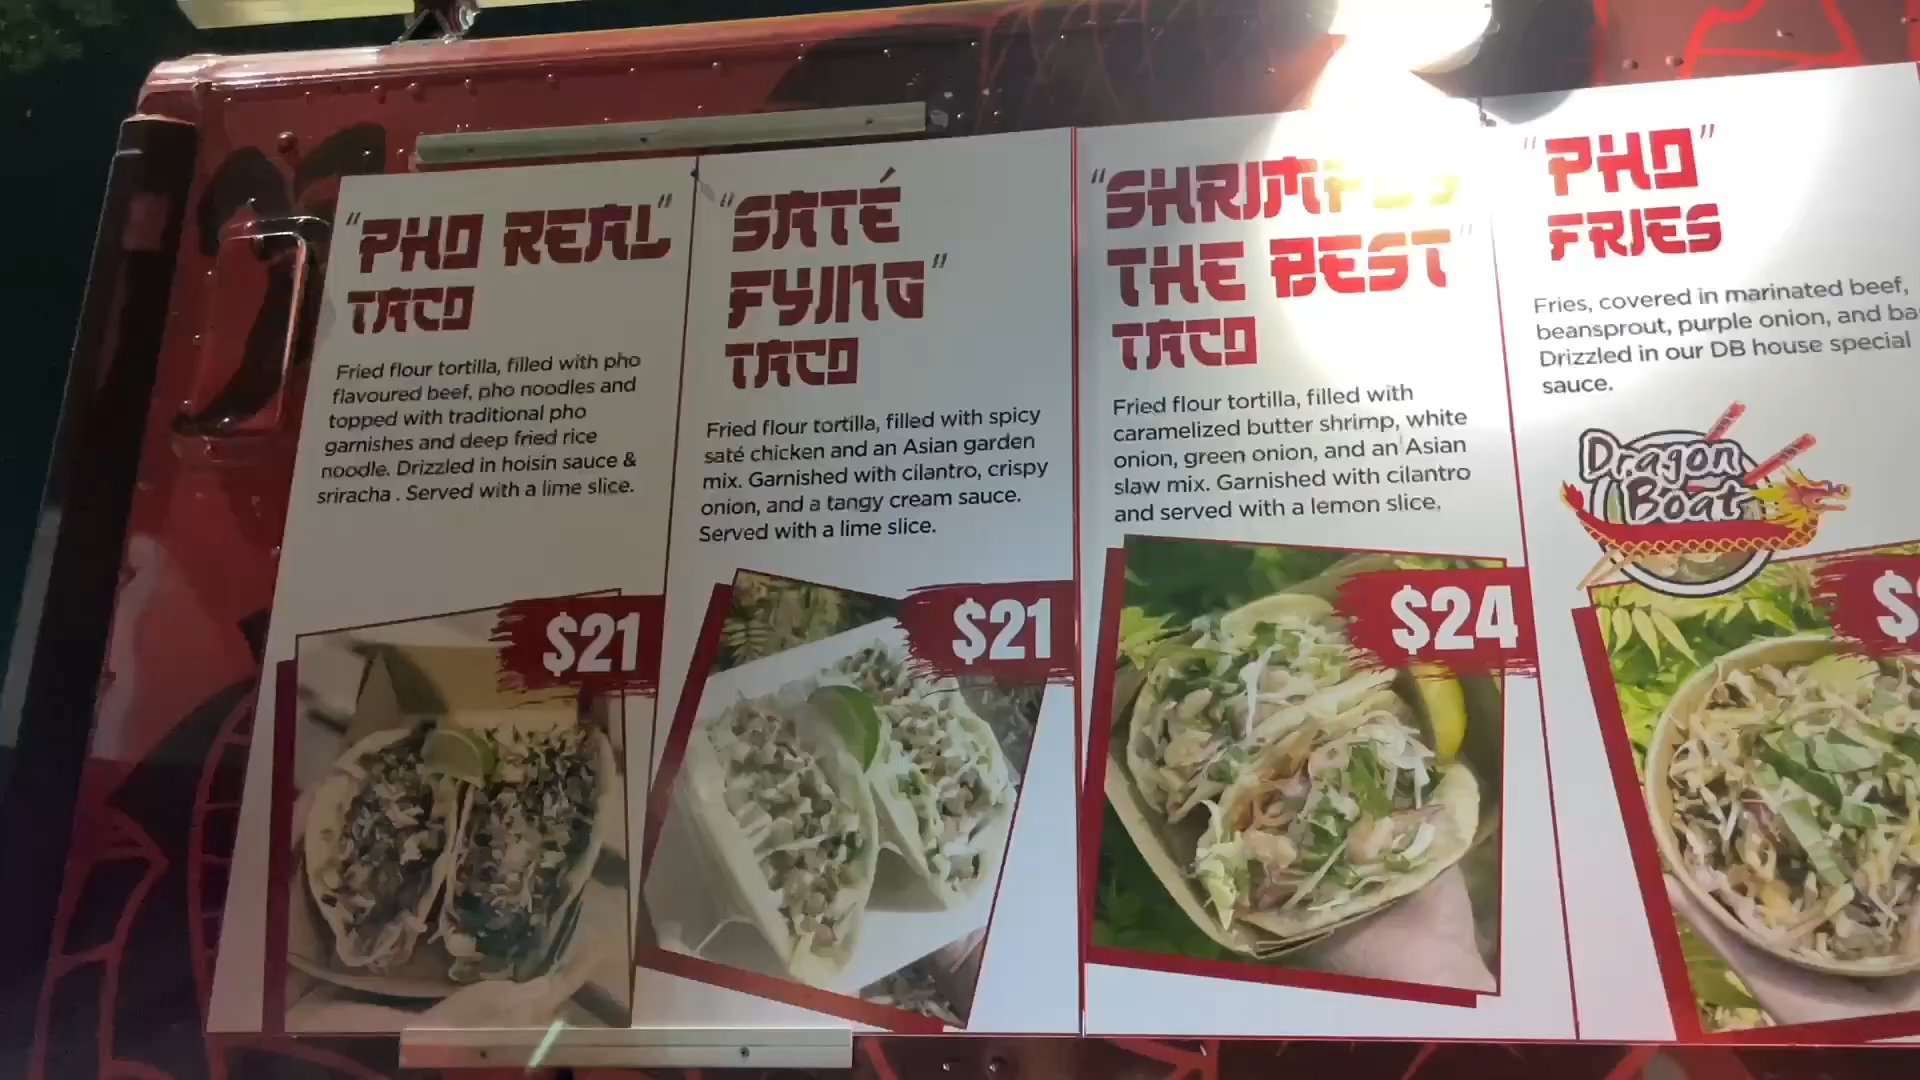 "PHO REAL"
TACO
Fried flour tortilla, filled with pho
flavoured beef, pho noodles and
topped with traditional pho
garnishes and deep fried rice
noodle. Drizzled in hoisin sauce &
sriracha . Served with a lime slice.
$21
"SATÉ
FYING"
TACO
Fried flour tortilla, filled with spicy
saté chicken and an Asian garden
mix. Garnished with cilantro, crispy
onion, and a tangy cream sauce.
Served with a lime slice.
$21
THE BEST"
TACO
Fried flour tortilla, filled with
caramelized butter shrimp, white
onion, green onion, and an Asian
slaw mix. Garnished with cilantro
and served with a lemon slice.
$24
"PHO"
FRIES
Fries, covered in marinated beef,
beansprout, purple onion, and
Drizzled in our DB house special
sauce.
Dragon
Boat